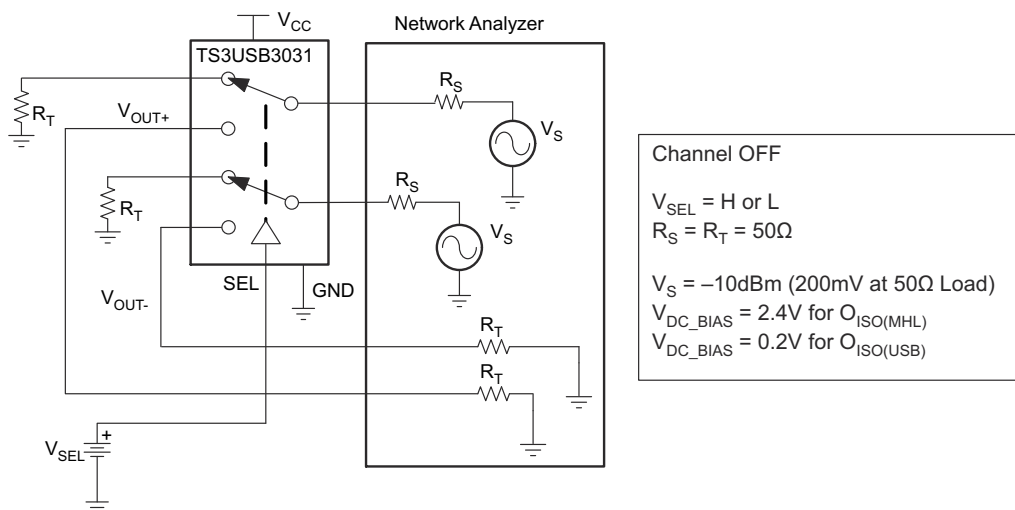 V_CC
Network Analyzer
TS3USB3031
R_S
R_T
V_OUT+
V_S
R_S
R_T
V_S
SEL
GND
V_OUT-
R_T
R_T
V_SEL
+
Channel OFF
V_SEL = H or L
R_S = R_T = 50Ω
V_S = –10dBm (200mV at 50Ω Load)
V_DC_BIAS = 2.4V for O_ISO(MHL)
V_DC_BIAS = 0.2V for O_ISO(USB)